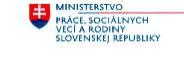 MINISTERSTVO
PRÁCE, SOCIÁLNYCH
VECÍ A RODINY
SLOVENSKEJ REPUBLIKY